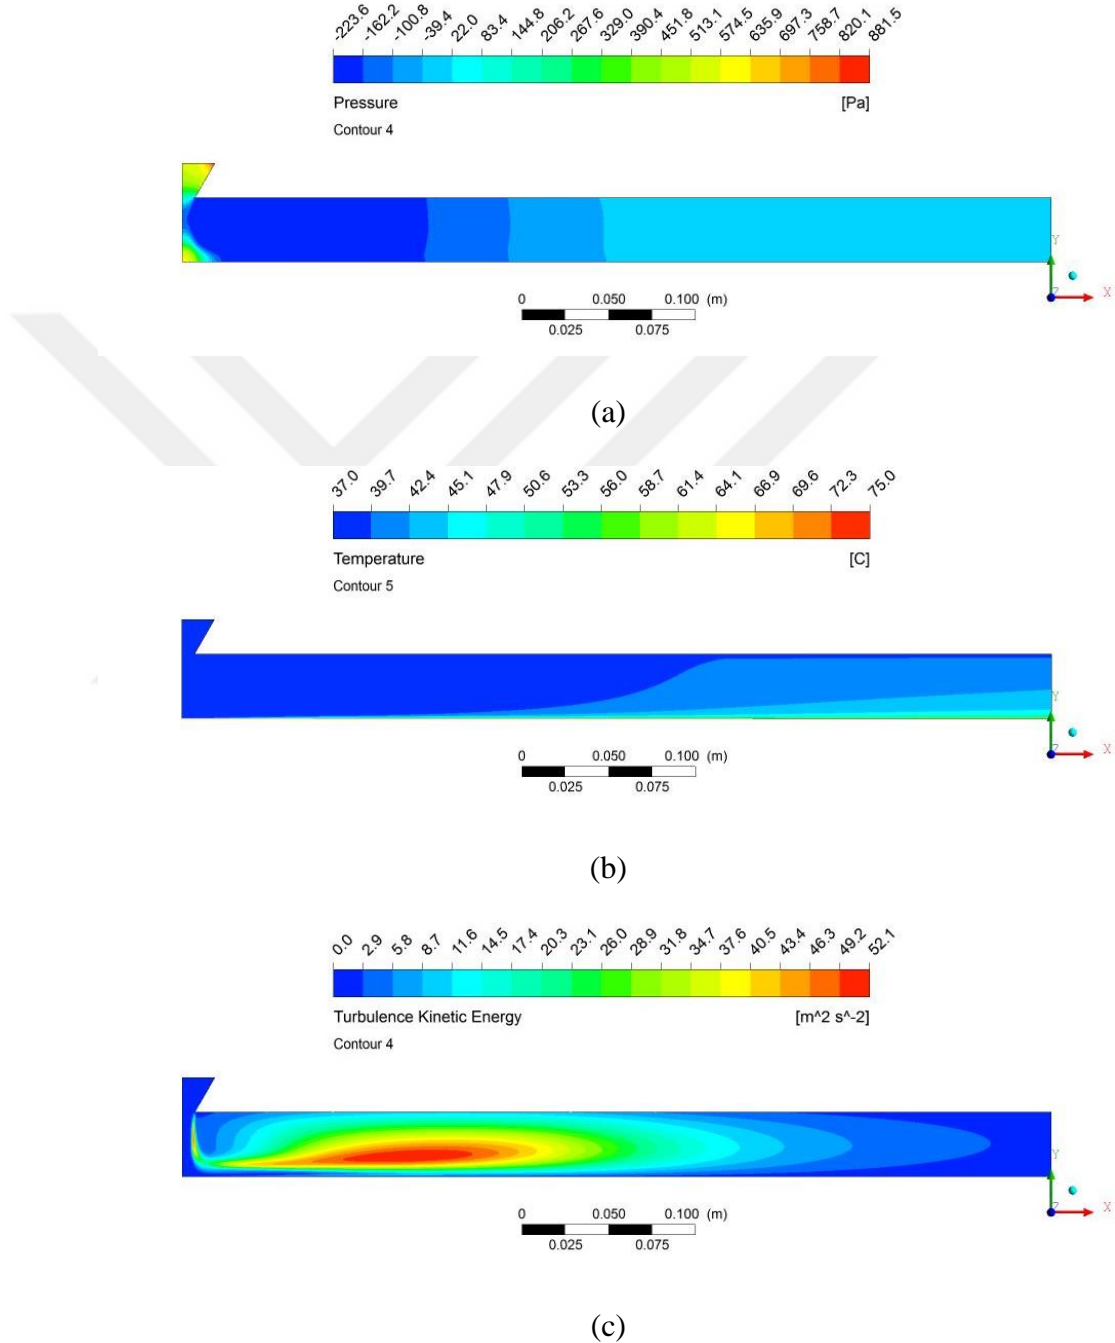 -223.6 -162.2 -100.8 -39.4 22.0 83.4 144.8 206.2 267.6 329.0 390.4 451.8 513.1 574.5 635.9 697.3 758.7 820.1 881.5
Pressure [Pa]
Contour 4
Y
Z X
0 0.050 0.100 (m)
0.025 0.075
(a)
37.0 39.7 42.4 45.1 47.9 50.6 53.3 56.0 58.7 61.4 64.1 66.9 69.6 72.3 75.0
Temperature [C]
Contour 5
Y
Z X
0 0.050 0.100 (m)
0.025 0.075
(b)
0.0 2.9 5.8 8.7 11.6 14.5 17.4 20.3 23.1 26.0 28.9 31.8 34.7 37.6 40.5 43.4 46.3 49.2 52.1
Turbulence Kinetic Energy [m^2 s^-2]
Contour 4
Y
Z X
0 0.050 0.100 (m)
0.025 0.075
(c)